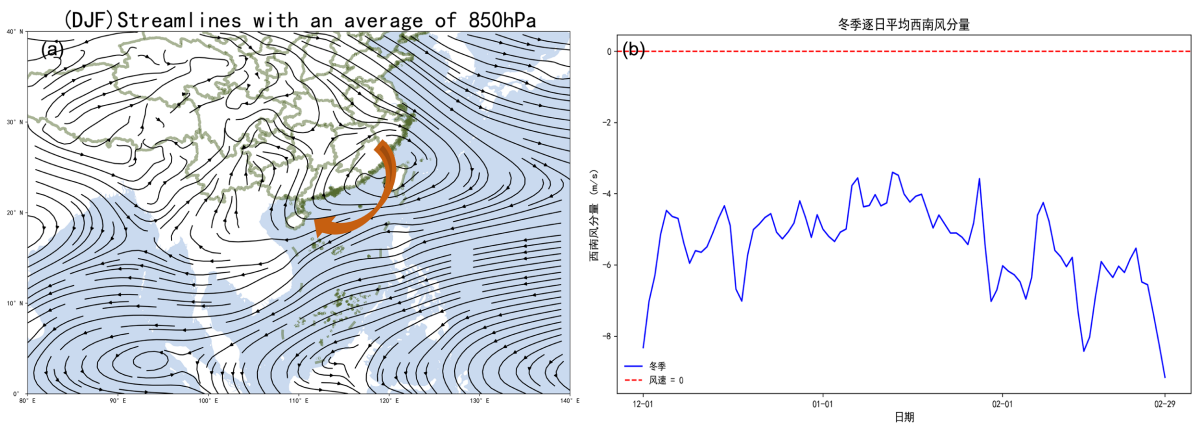 (DJF)Streamlines with an average of 850hPa
(a)
40° N
30° N
20° N
10° N
0°
80° E
90° E
100° E
110° E
120° E
130° E
140° E
冬季逐日平均西南风分量
(b)
西南风分量 (m/s)
0
-2
-4
-6
-8
冬季
风速 = 0
12-01
01-01
02-01
02-29
日期